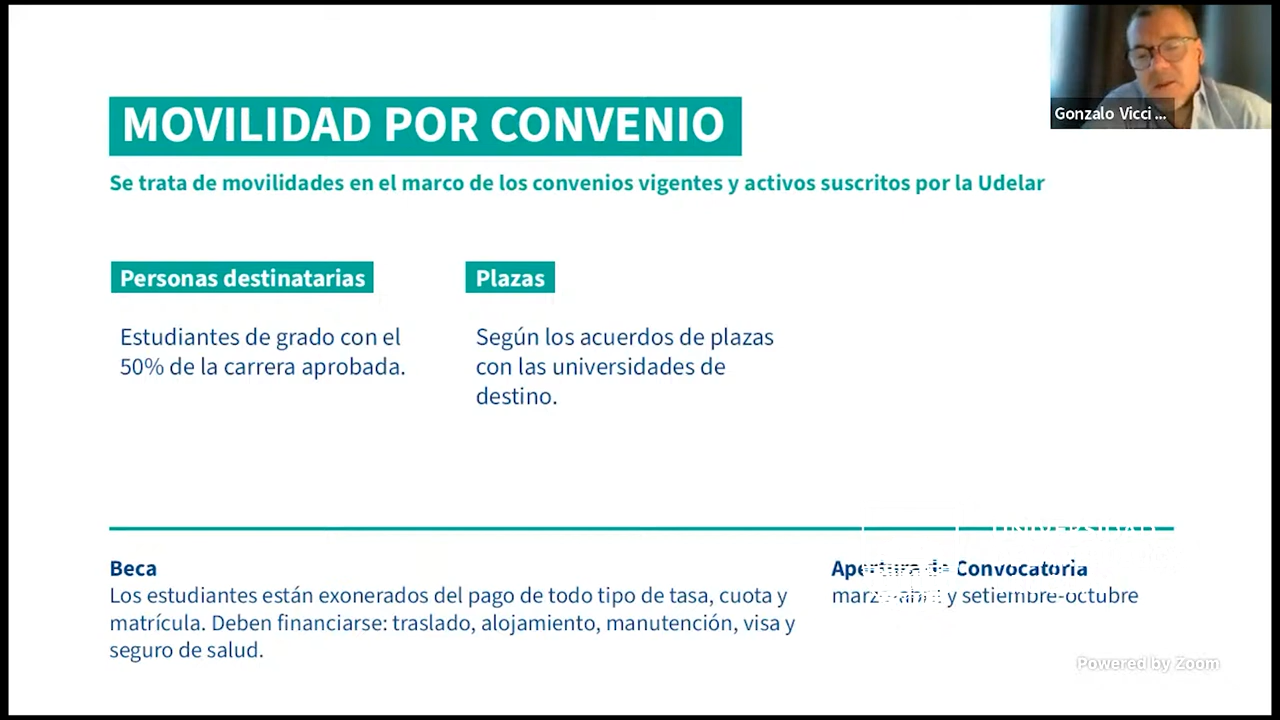 MOVILIDAD POR CONVENIO
Se trata de movilidades en el marco de los convenios vigentes y activos suscritos por la Udelar
Gonzalo Vicci ...
Personas destinatarias
Estudiantes de grado con el
50% de la carrera aprobada.
Plazas
Según los acuerdos de plazas
con las universidades de
destino.
Beca
Los estudiantes están exonerados del pago de todo tipo de tasa, cuota y
matrícula. Deben financiarse: traslado, alojamiento, manutención, visa y
seguro de salud.
UNIVERSIDAD
Apertura de Convocatoria
marzo-abril y setiembre-octubre
Powered by Zoom